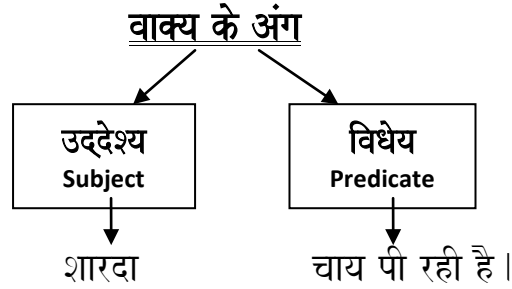 वाक्य के अंग
उद्देश्य
Subject
विधेय
Predicate
शारदा
चाय पी रही है।